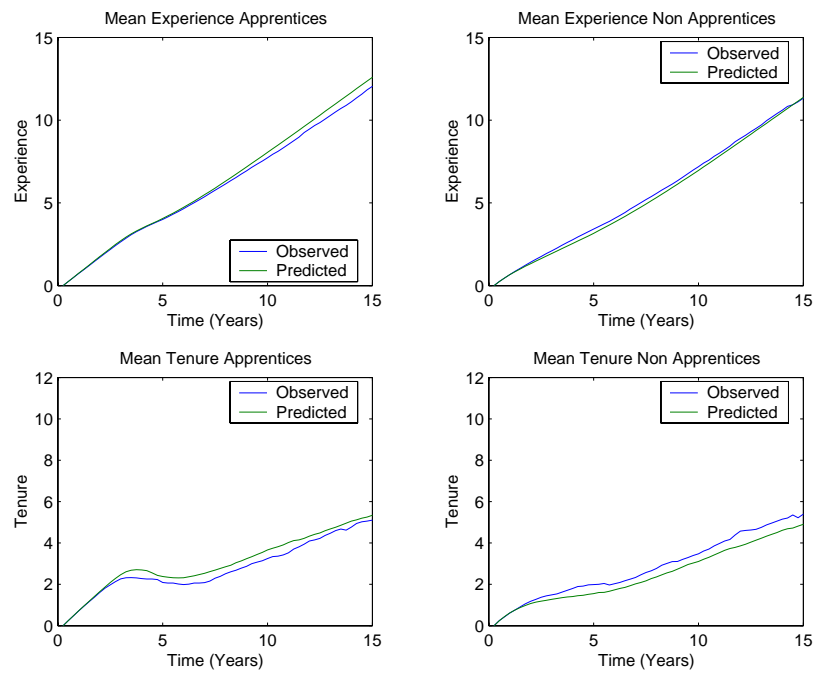 Mean Experience Apprentices
15
10
5
0
Experience
Observed
Predicted
0 5 10 15
Time (Years)
Mean Experience Non Apprentices
15
10
5
0
Experience
Observed
Predicted
0 5 10 15
Time (Years)
Mean Tenure Apprentices
12
10
8
6
4
2
0
Tenure
Observed
Predicted
0 5 10 15
Time (Years)
Mean Tenure Non Apprentices
12
10
8
6
4
2
0
Tenure
Observed
Predicted
0 5 10 15
Time (Years)